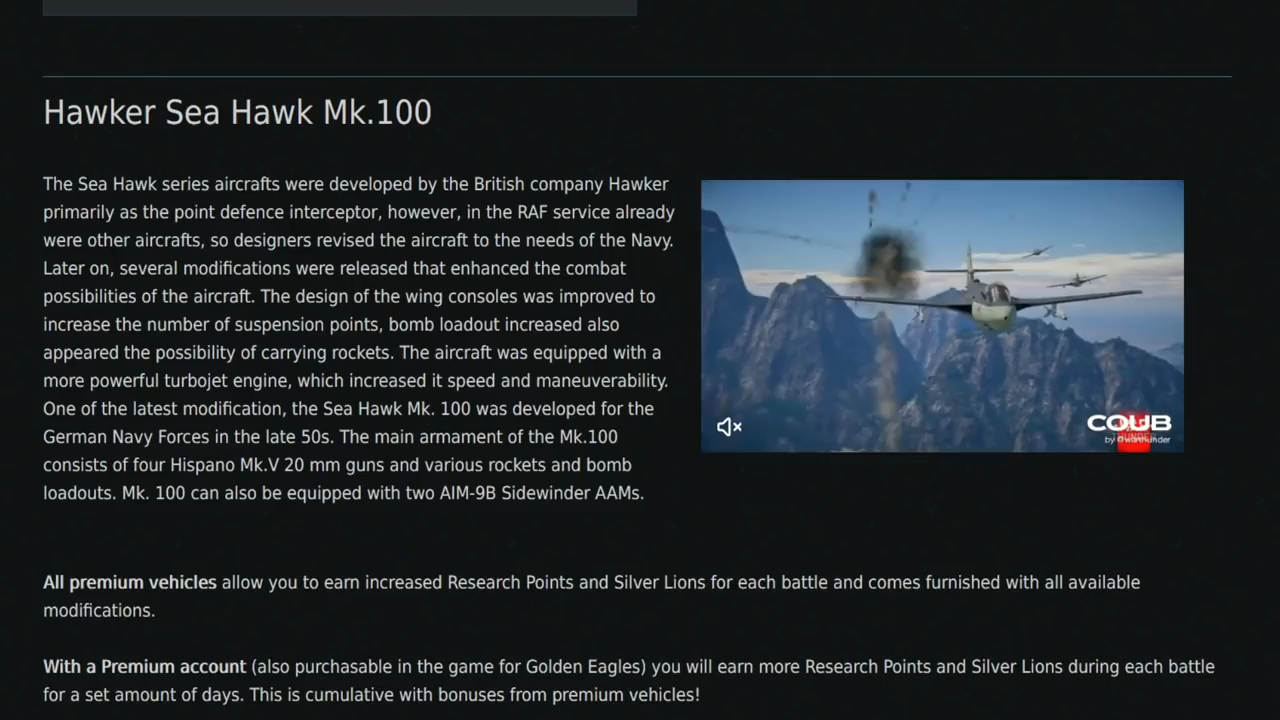 Hawker Sea Hawk Mk.100
The Sea Hawk series aircrafts were developed by the British company Hawker
primarily as the point defence interceptor, however, in the RAF service already
were other aircrafts, so designers revised the aircraft to the needs of the Navy.
Later on, several modifications were released that enhanced the combat
possibilities of the aircraft. The design of the wing consoles was improved to
increase the number of suspension points, bomb loadout increased also
appeared the possibility of carrying rockets. The aircraft was equipped with a
more powerful turbojet engine, which increased it speed and maneuverability.
One of the latest modification, the Sea Hawk Mk. 100 was developed for the
German Navy Forces in the late 50s. The main armament of the Mk.100
consists of four Hispano Mk.V 20 mm guns and various rockets and bomb
loadouts. Mk. 100 can also be equipped with two AIM-9B Sidewinder AAMs.
COUB
by
All premium vehicles allow you to earn increased Research Points and Silver Lions for each battle and comes furnished with all available
modifications.
With a Premium account (also purchasable in the game for Golden Eagles) you will earn more Research Points and Silver Lions during each battle
for a set amount of days. This is cumulative with bonuses from premium vehicles!